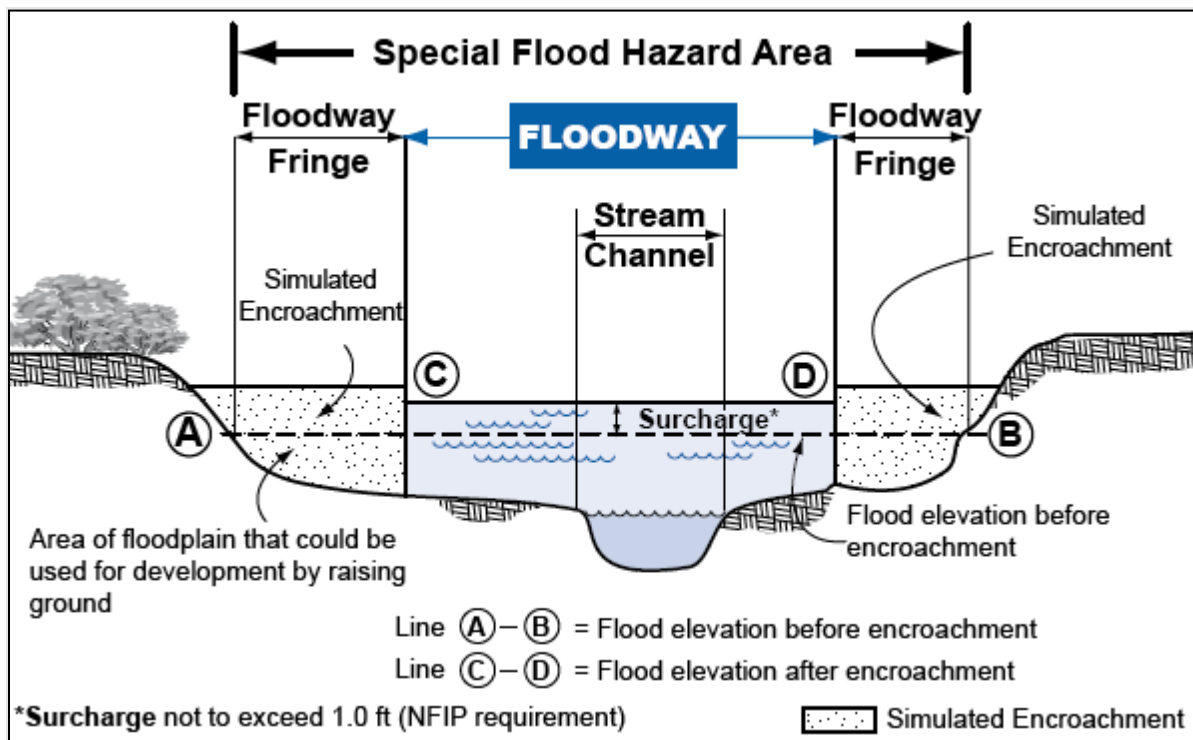 Special Flood Hazard Area
Floodway
Fringe
FLOODWAY
Floodway
Fringe
Stream
Channel
Simulated
Encroachment
Simulated
Encroachment
C
D
Surcharge*
A
B
Area of floodplain that could be
used for development by raising
ground
Flood elevation before
encroachment
Line A – B = Flood elevation before encroachment
Line C – D = Flood elevation after encroachment
*Surcharge not to exceed 1.0 ft (NFIP requirement)
Simulated Encroachment